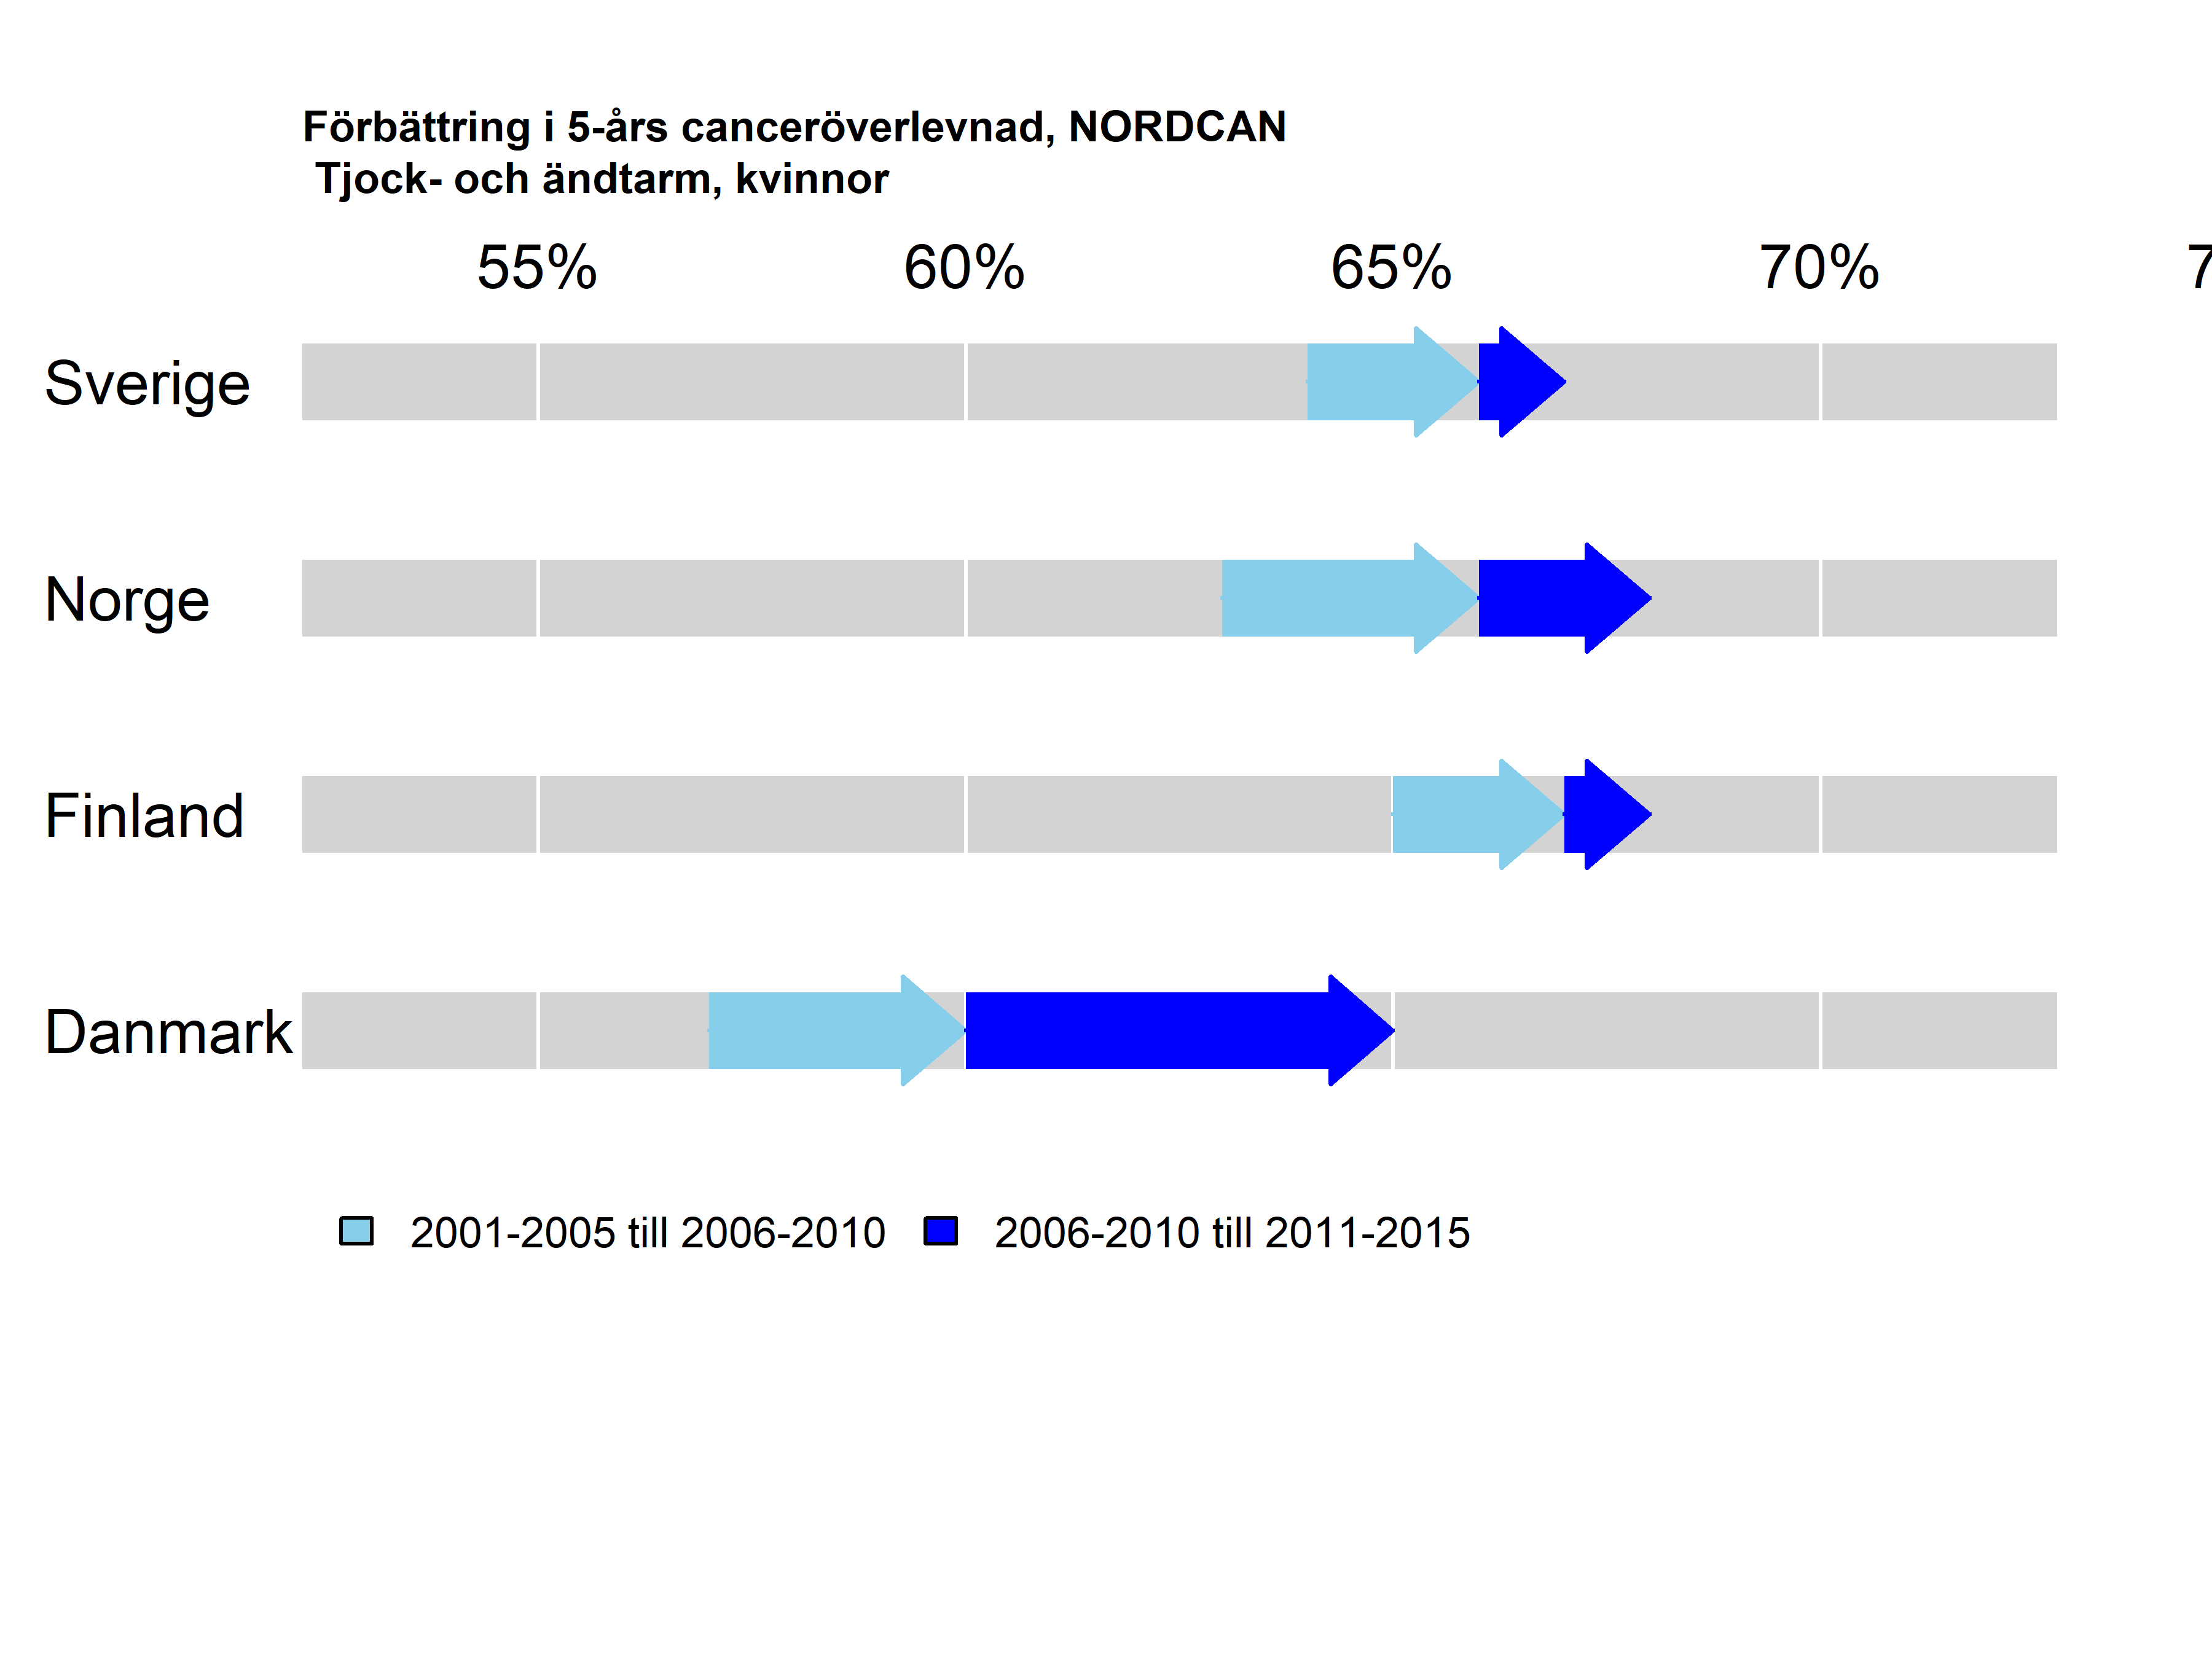 Förbättring i 5-års canceröverlevnad, NORDCAN
Tjock- och ändtarm, kvinnor
55% 60% 65% 70% 7
Sverige
Norge
Finland
Danmark
2001-2005 till 2006-2010 2006-2010 till 2011-2015